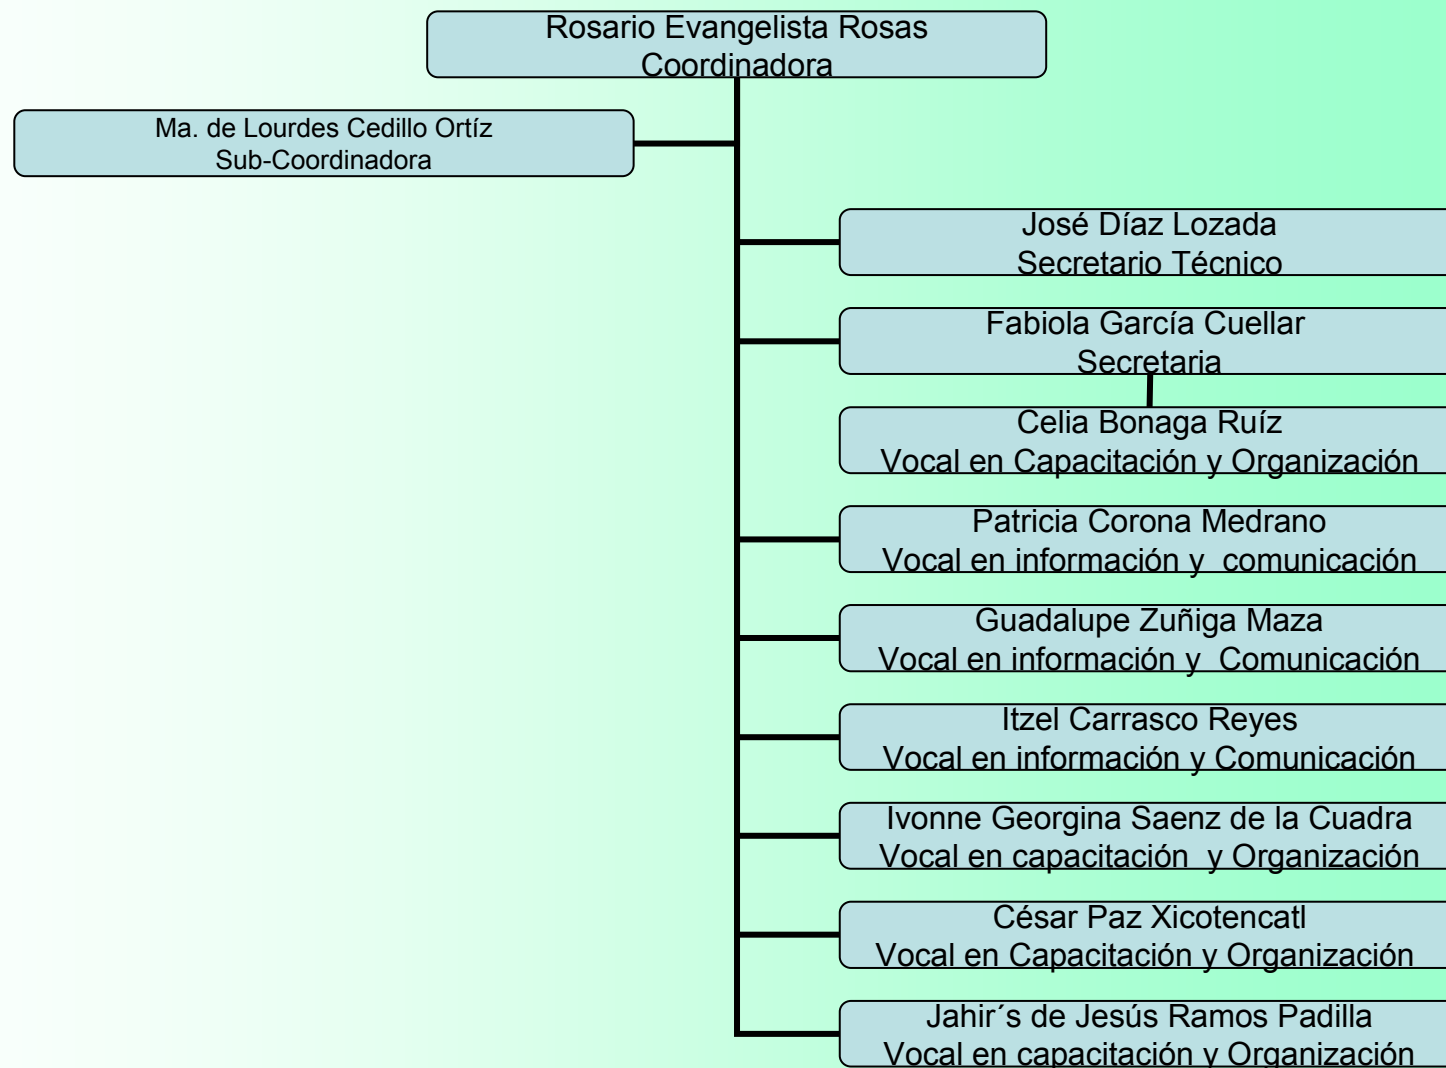 Rosario Evangelista Rosas
Coordinadora
Ma. de Lourdes Cedillo Ortíz
Sub-Coordinadora
José Díaz Lozada
Secretario Técnico
Fabiola García Cuellar
Secretaria
Celia Bonaga Ruíz
Vocal en Capacitación y Organización
Patricia Corona Medrano
Vocal en información y  comunicación
Guadalupe Zuñiga Maza
Vocal en información y  Comunicación
Itzel Carrasco Reyes
Vocal en información y Comunicación
Ivonne Georgina Saenz de la Cuadra
Vocal en capacitación  y Organización
César Paz Xicotencatl
Vocal en Capacitación y Organización
Jahir´s de Jesús Ramos Padilla
Vocal en capacitación y Organización